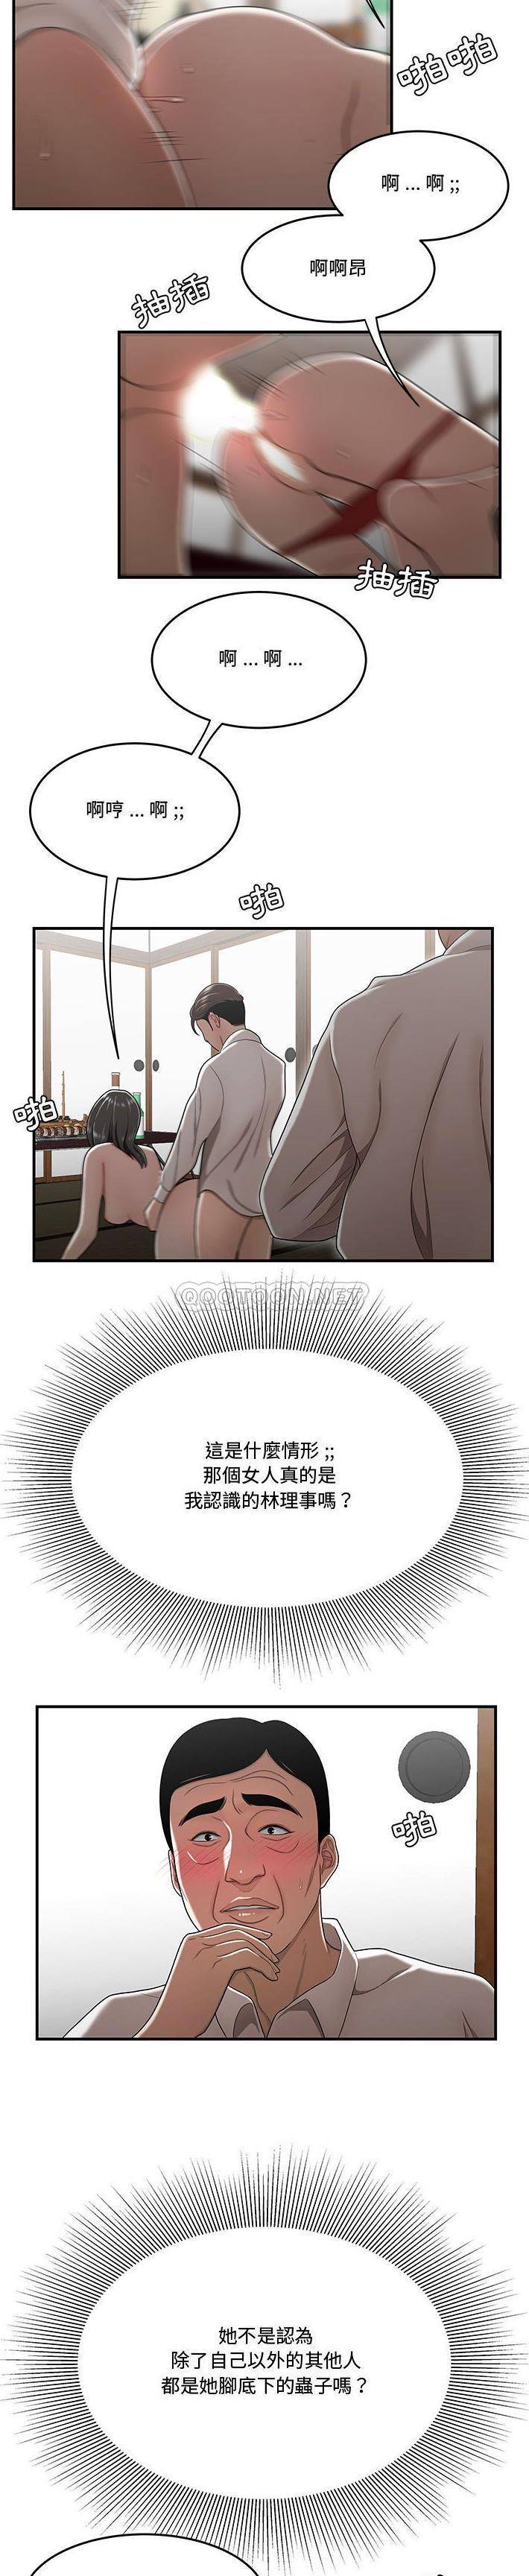 啪啪
啊 ... 啊 ;;
啊啊昂
抽插
抽插
啊 ... 啊 ...
啊哼 ... 啊 ;;
啪
啪
QOOTOON.NET
這是什麼情形 ;;
那個女人真的是
我認識的林理事嗎？
啪
她不是認為
除了自己以外的其他人
都是她腳底下的蟲子嗎？